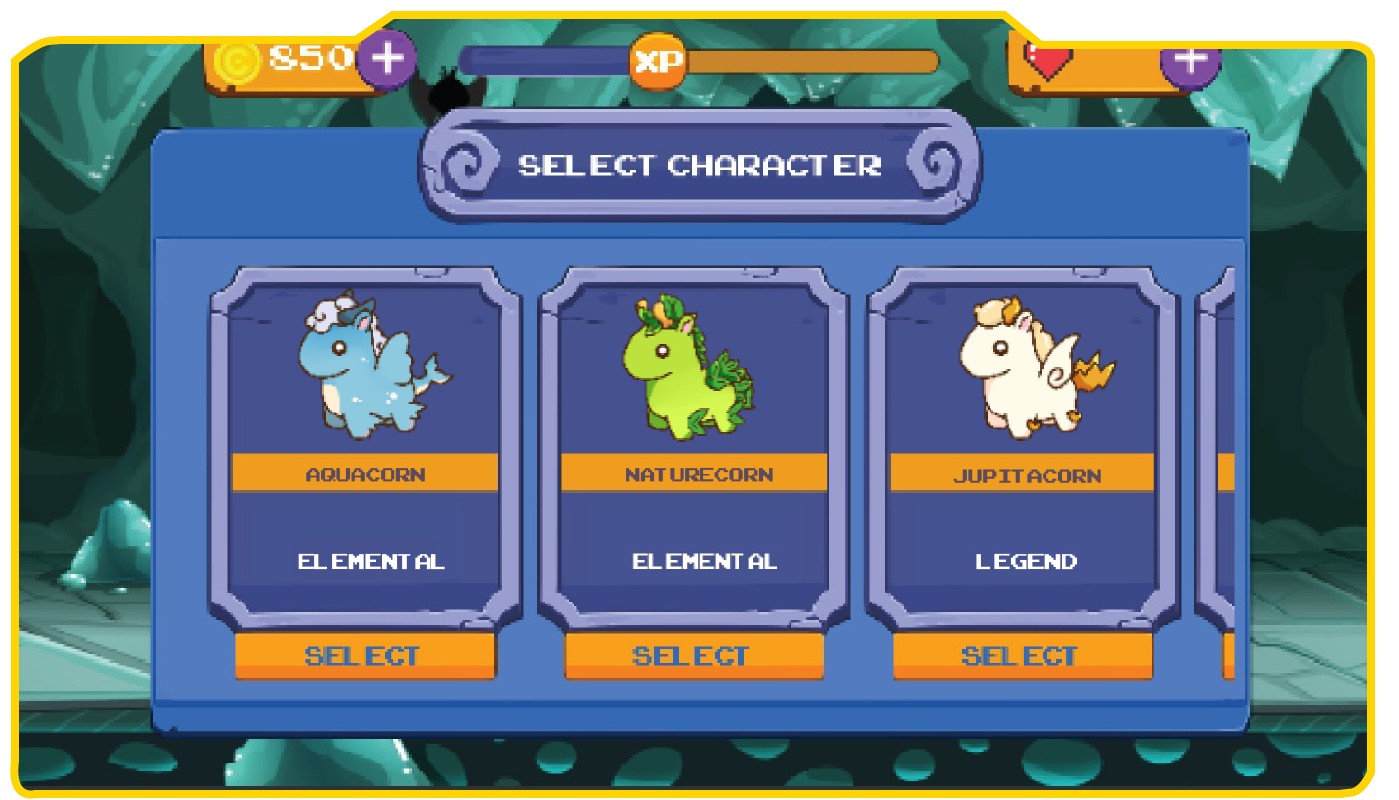 850
XP
SELECT CHARACTER
AQUACORN
NATURECORN
JUPITACORN
ELEMENTAL
ELEMENTAL
LEGEND
SELECT
SELECT
SELECT